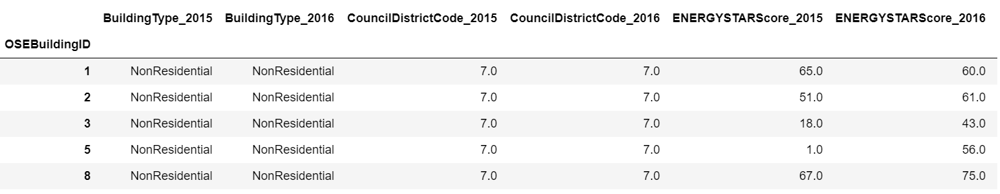 BuildingType_2015 BuildingType_2016 CouncilDistrictCode_2015 CouncilDistrictCode_2016 ENERGYSTARScore_2015 ENERGYSTARScore_2016
OSEBuildingID
1 NonResidential NonResidential 7.0 7.0 65.0 60.0
2 NonResidential NonResidential 7.0 7.0 51.0 61.0
3 NonResidential NonResidential 7.0 7.0 18.0 43.0
5 NonResidential NonResidential 7.0 7.0 1.0 56.0
8 NonResidential NonResidential 7.0 7.0 67.0 75.0